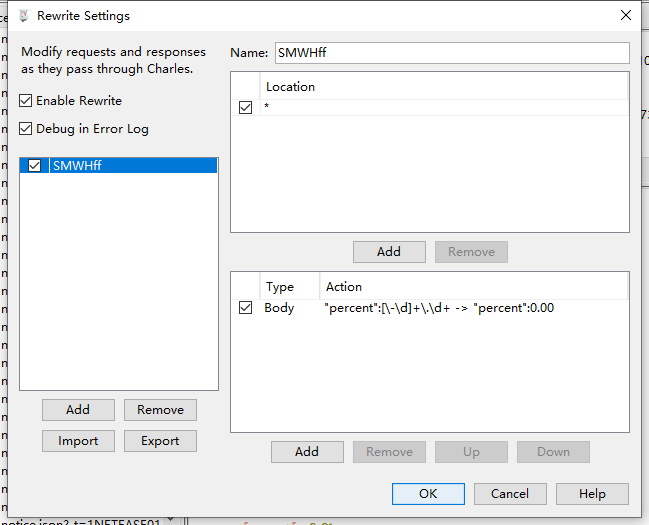 Rewrite Settings
Modify requests and responses
as they pass through Charles.
Enable Rewrite
Debug in Error Log
SMWHff
Add
Remove
Import
Export
Name: SMWHff
Location
*
Add
Remove
Type
Action
Body
"percent":[\-\d]+\.\d+ -> "percent":0.00
Add
Remove
Up
Down
OK
Cancel
Help